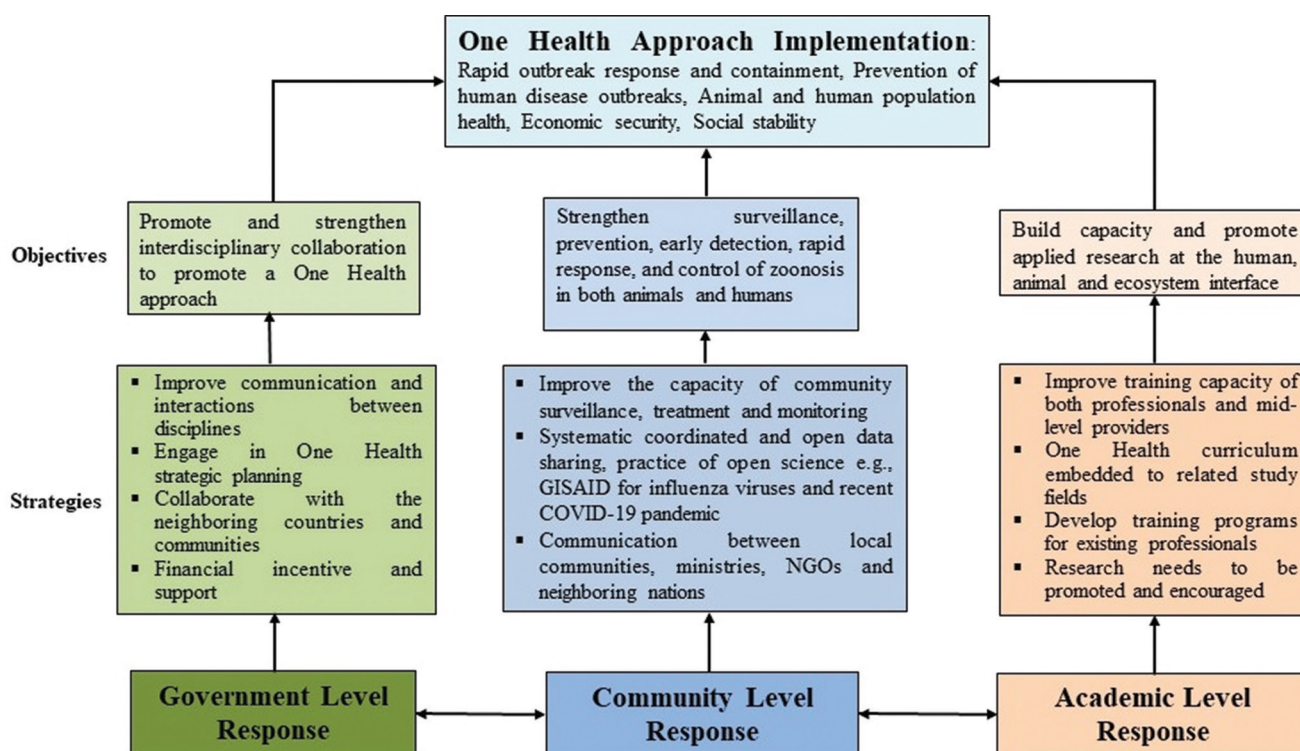 One Health Approach Implementation:
Rapid outbreak response and containment, Prevention of
human disease outbreaks, Animal and human population
health, Economic security, Social stability
Objectives
Promote and strengthen
interdisciplinary collaboration
to promote a One Health
approach
Strengthen surveillance,
prevention, early detection, rapid
response, and control of zoonosis
in both animals and humans
Build capacity and promote
applied research at the human,
animal and ecosystem interface
Strategies
▪ Improve communication and
interactions between
disciplines
▪ Engage in One Health
strategic planning
▪ Collaborate with the
neighboring countries and
communities
▪ Financial incentive and
support
▪ Improve the capacity of community
surveillance, treatment and monitoring
▪ Systematic coordinated and open data
sharing, practice of open science e.g.,
GISAID for influenza viruses and recent
COVID-19 pandemic
▪ Communication between local
communities, ministries, NGOs and
neighboring nations
▪ Improve training capacity of
both professionals and mid-
level providers
▪ One Health curriculum
embedded to related study
fields
▪ Develop training programs
for existing professionals
▪ Research needs to be
promoted and encouraged
Government Level
Response
Community Level
Response
Academic Level
Response